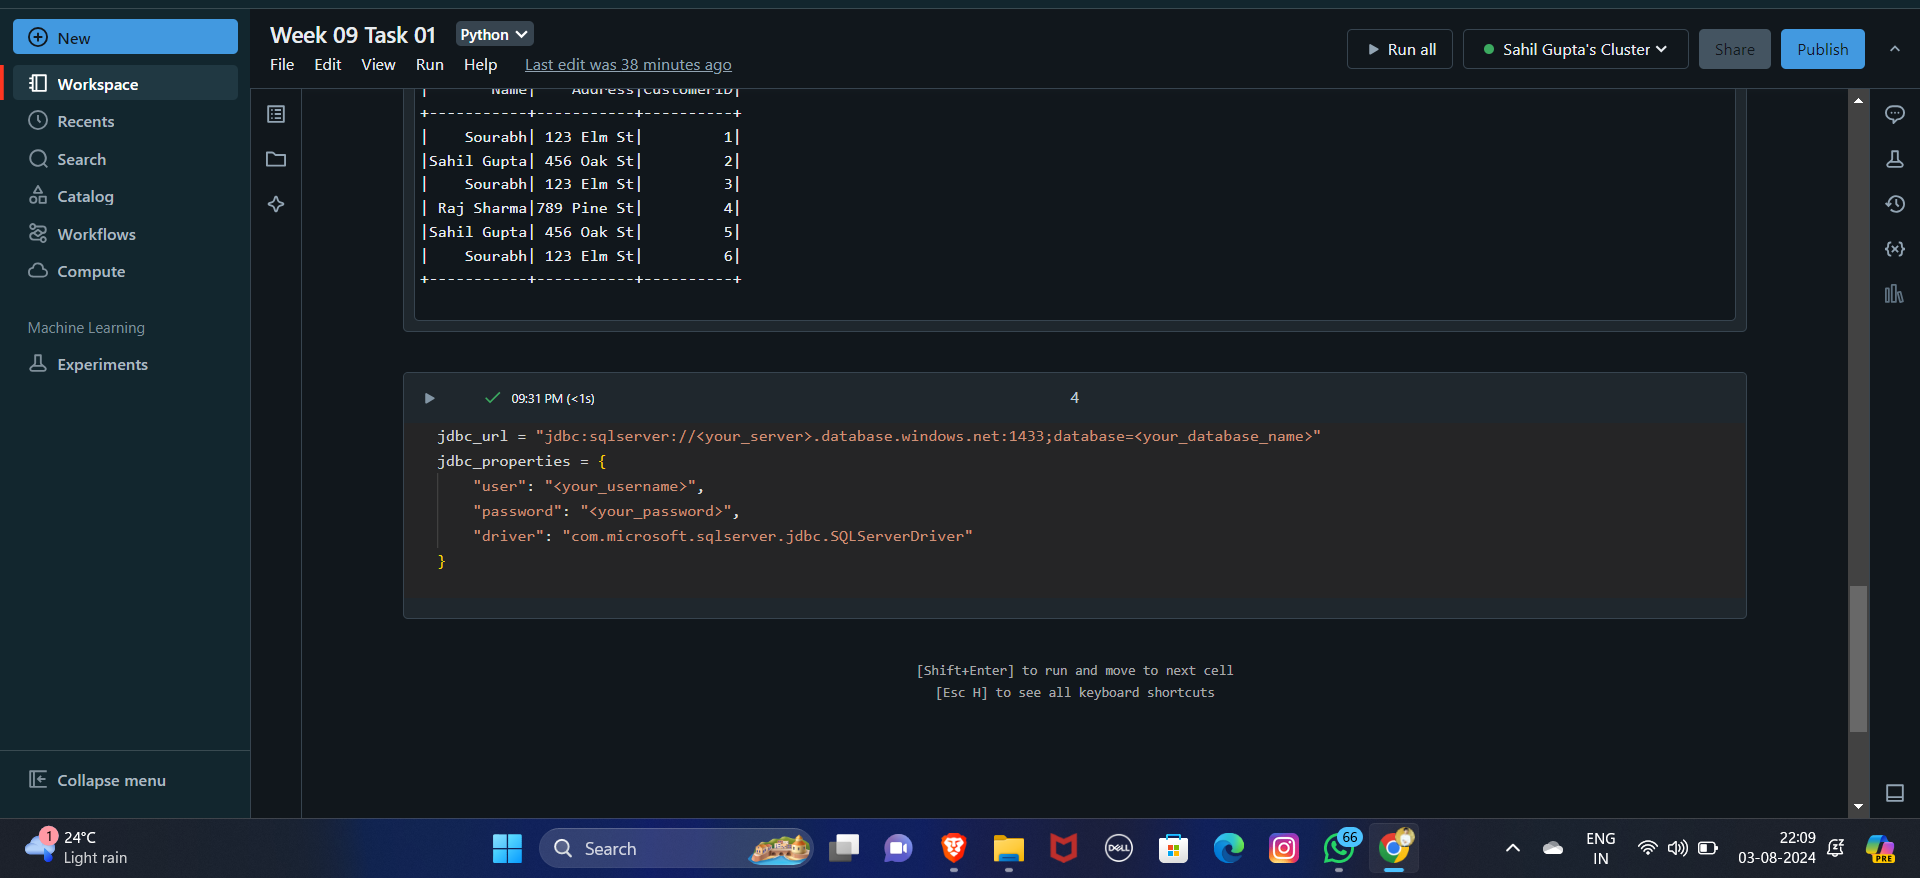 New
Workspace
Recents
Search
Catalog
Workflows
Compute
Machine Learning
Experiments
Collapse menu
Week 09 Task 01
Python
File Edit View Run Help Last edit was 38 minutes ago
Run all
Sahil Gupta's Cluster
Share
Publish
| Name| Address|CustomerID|
+-----------+-----------+----------+
| Sourabh| 123 Elm St| 1|
|Sahil Gupta| 456 Oak St| 2|
| Sourabh| 123 Elm St| 3|
| Raj Sharma|789 Pine St| 4|
|Sahil Gupta| 456 Oak St| 5|
| Sourabh| 123 Elm St| 6|
+-----------+-----------+----------+
09:31 PM (<1s)
4
jdbc_url = "jdbc:sqlserver://<your_server>.database.windows.net:1433;database=<your_database_name>"
jdbc_properties = {
"user": "<your_username>",
"password": "<your_password>",
"driver": "com.microsoft.sqlserver.jdbc.SQLServerDriver"
}
[Shift+Enter] to run and move to next cell
[Esc H] to see all keyboard shortcuts
1
24°C
Light rain
Search
DELL
66
ENG
IN
22:09
03-08-2024
PRE